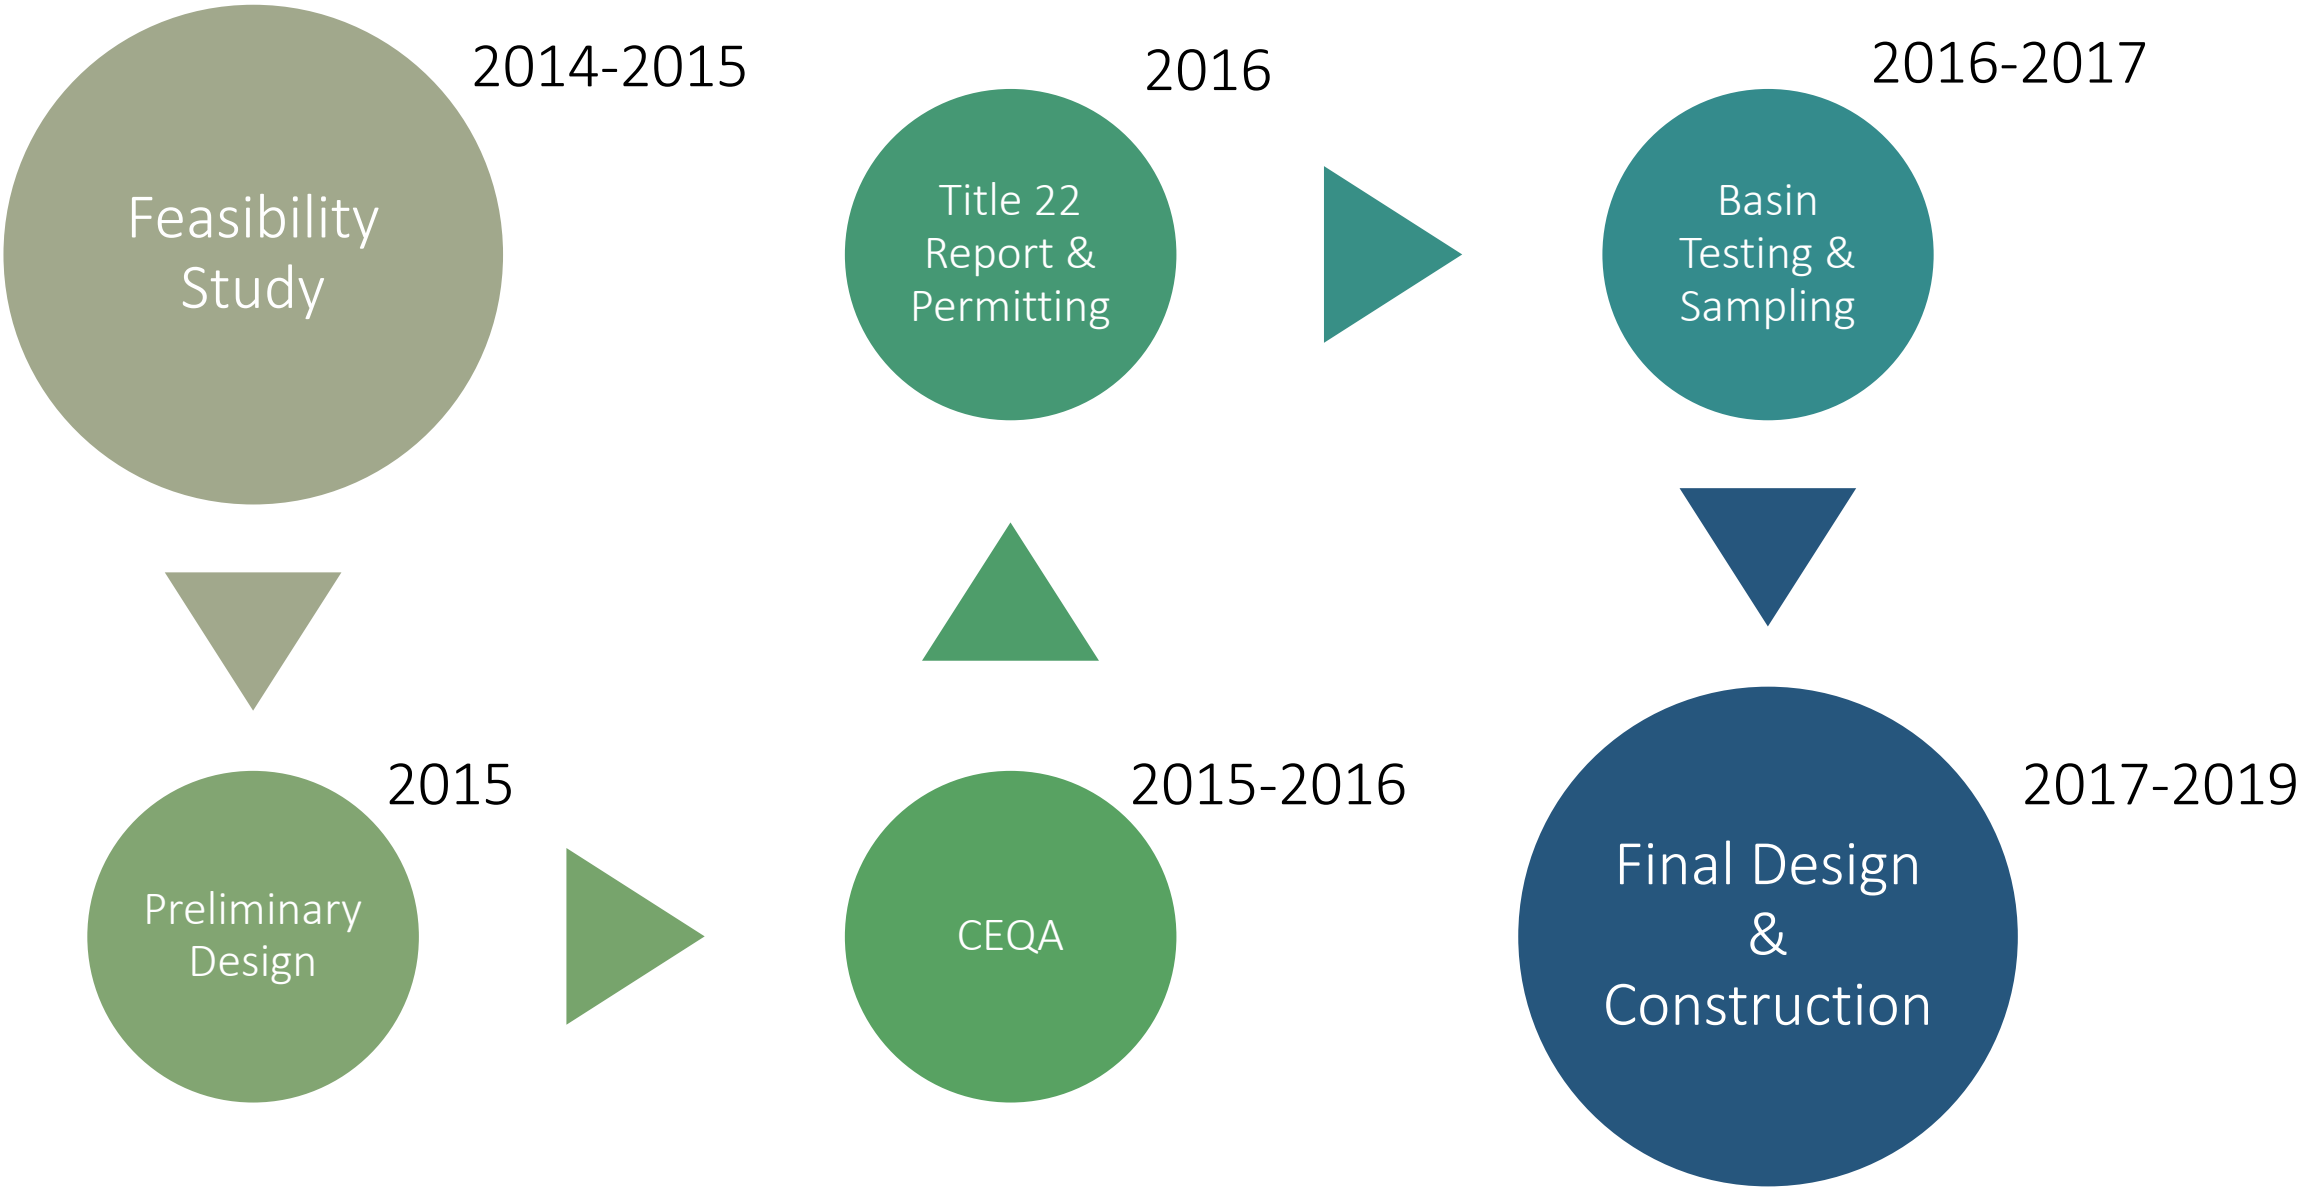 2014-2015
Feasibility
Study
2015
Preliminary
Design
2015-2016
CEQA
2016
Title 22
Report &
Permitting
2016-2017
Basin
Testing &
Sampling
2017-2019
Final Design
&
Construction